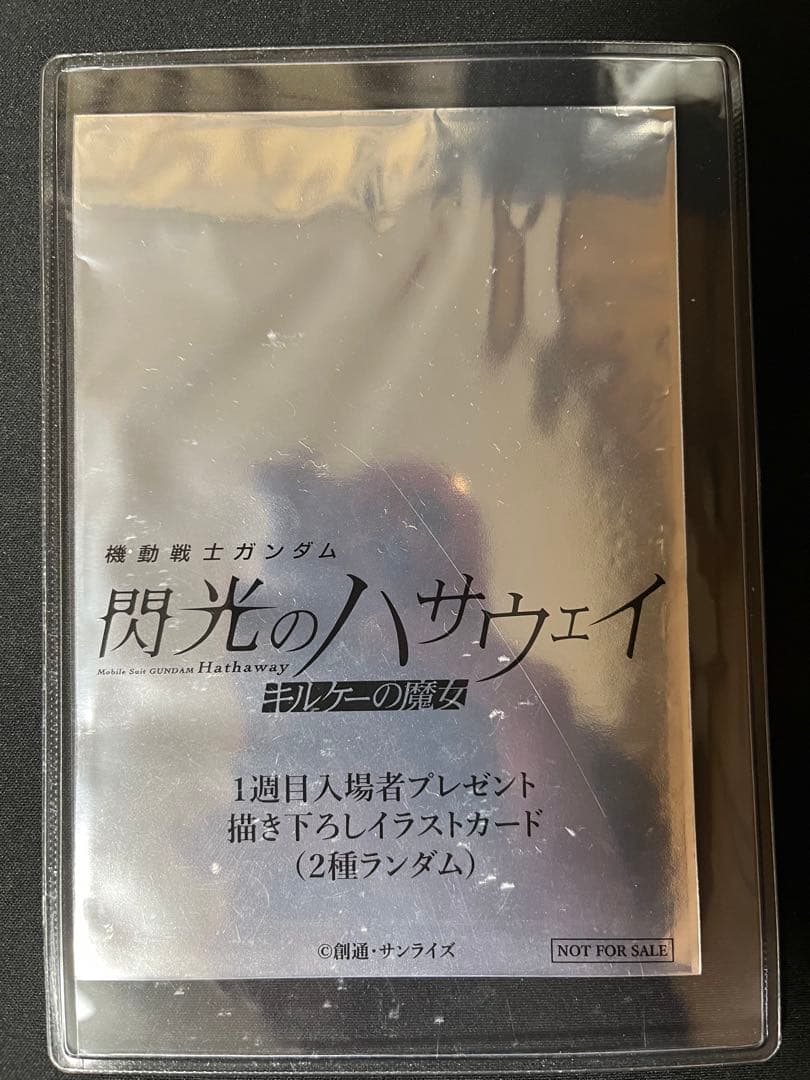 機動戦士ガンダム
閃光のハサウェイ
Mobile Suit GUNDAM Hathaway
キルケーの魔女
1週目入場者プレゼント
描き下ろしイラストカード
(2種ランダム)
©創通・サンライズ
NOT FOR SALE